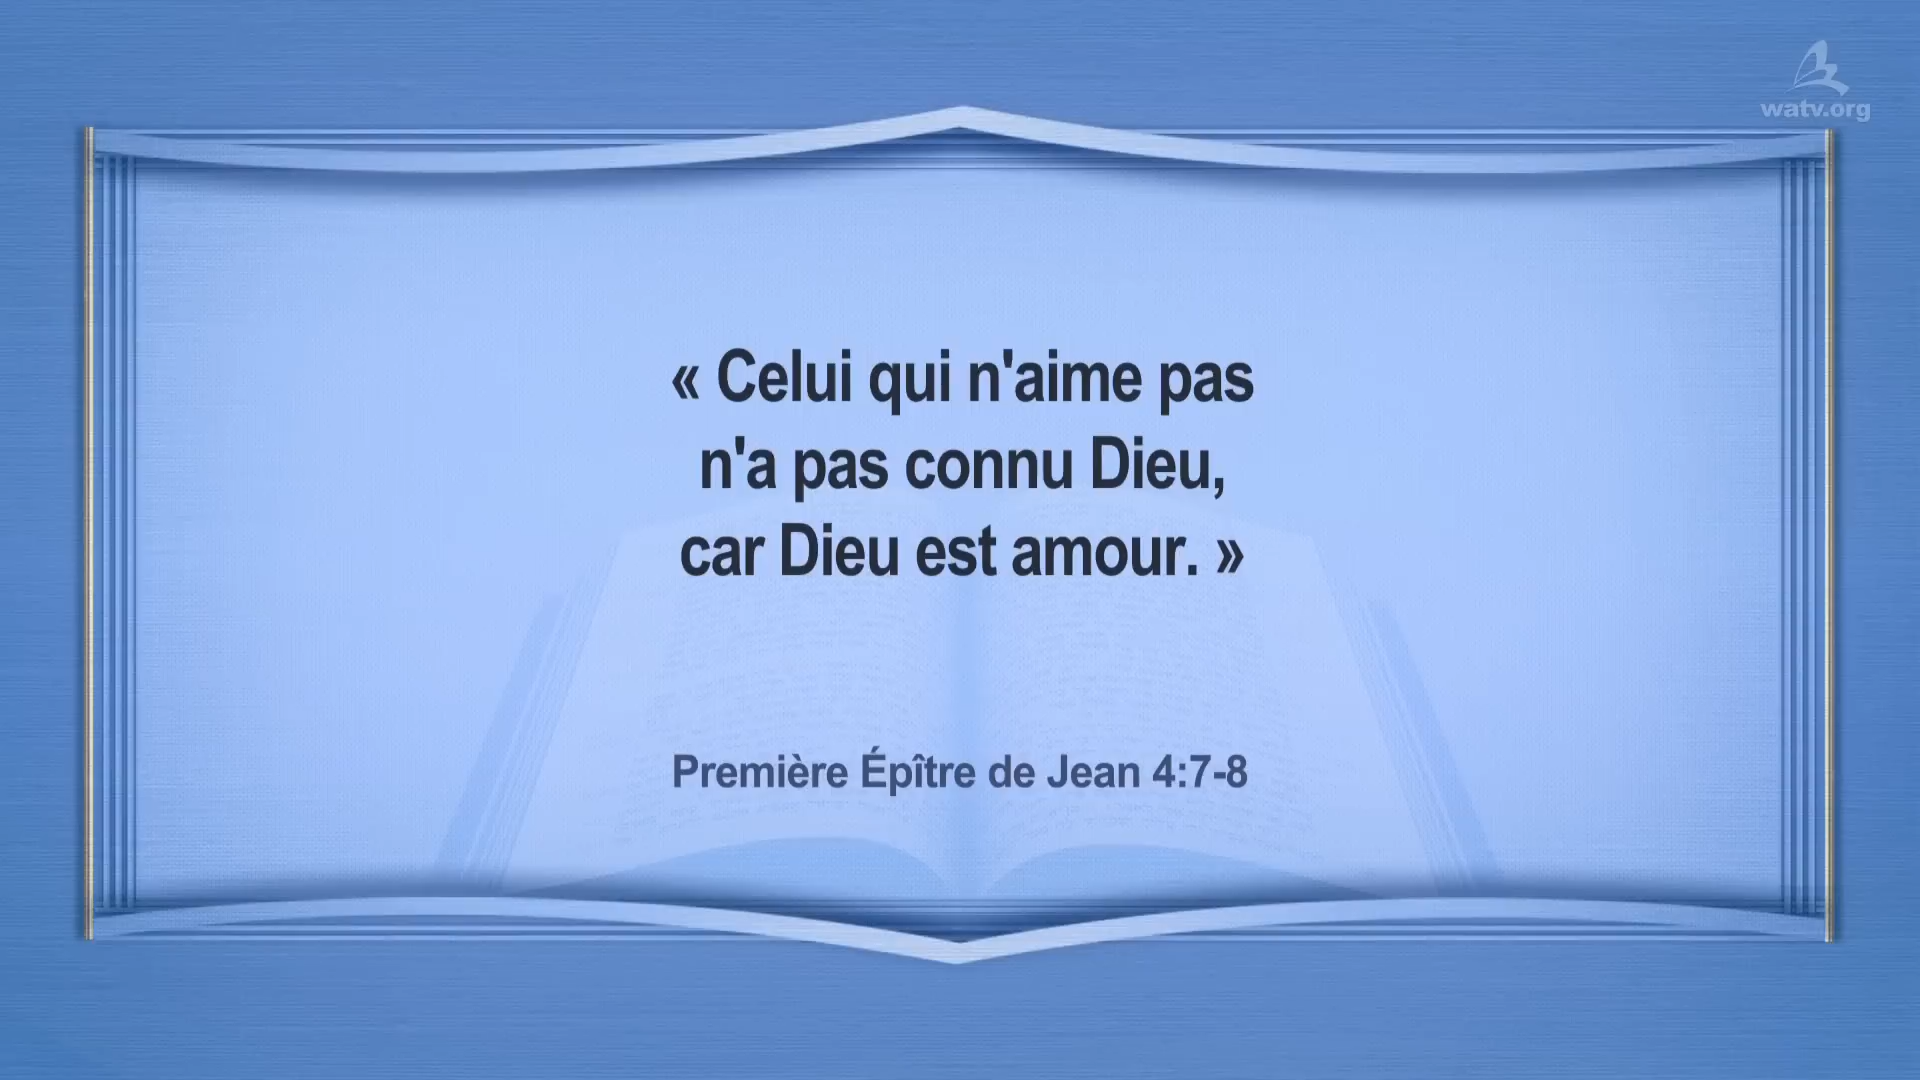 watv.org
« Celui qui n'aime pas
n'a pas connu Dieu,
car Dieu est amour. »
Première Épître de Jean 4:7-8